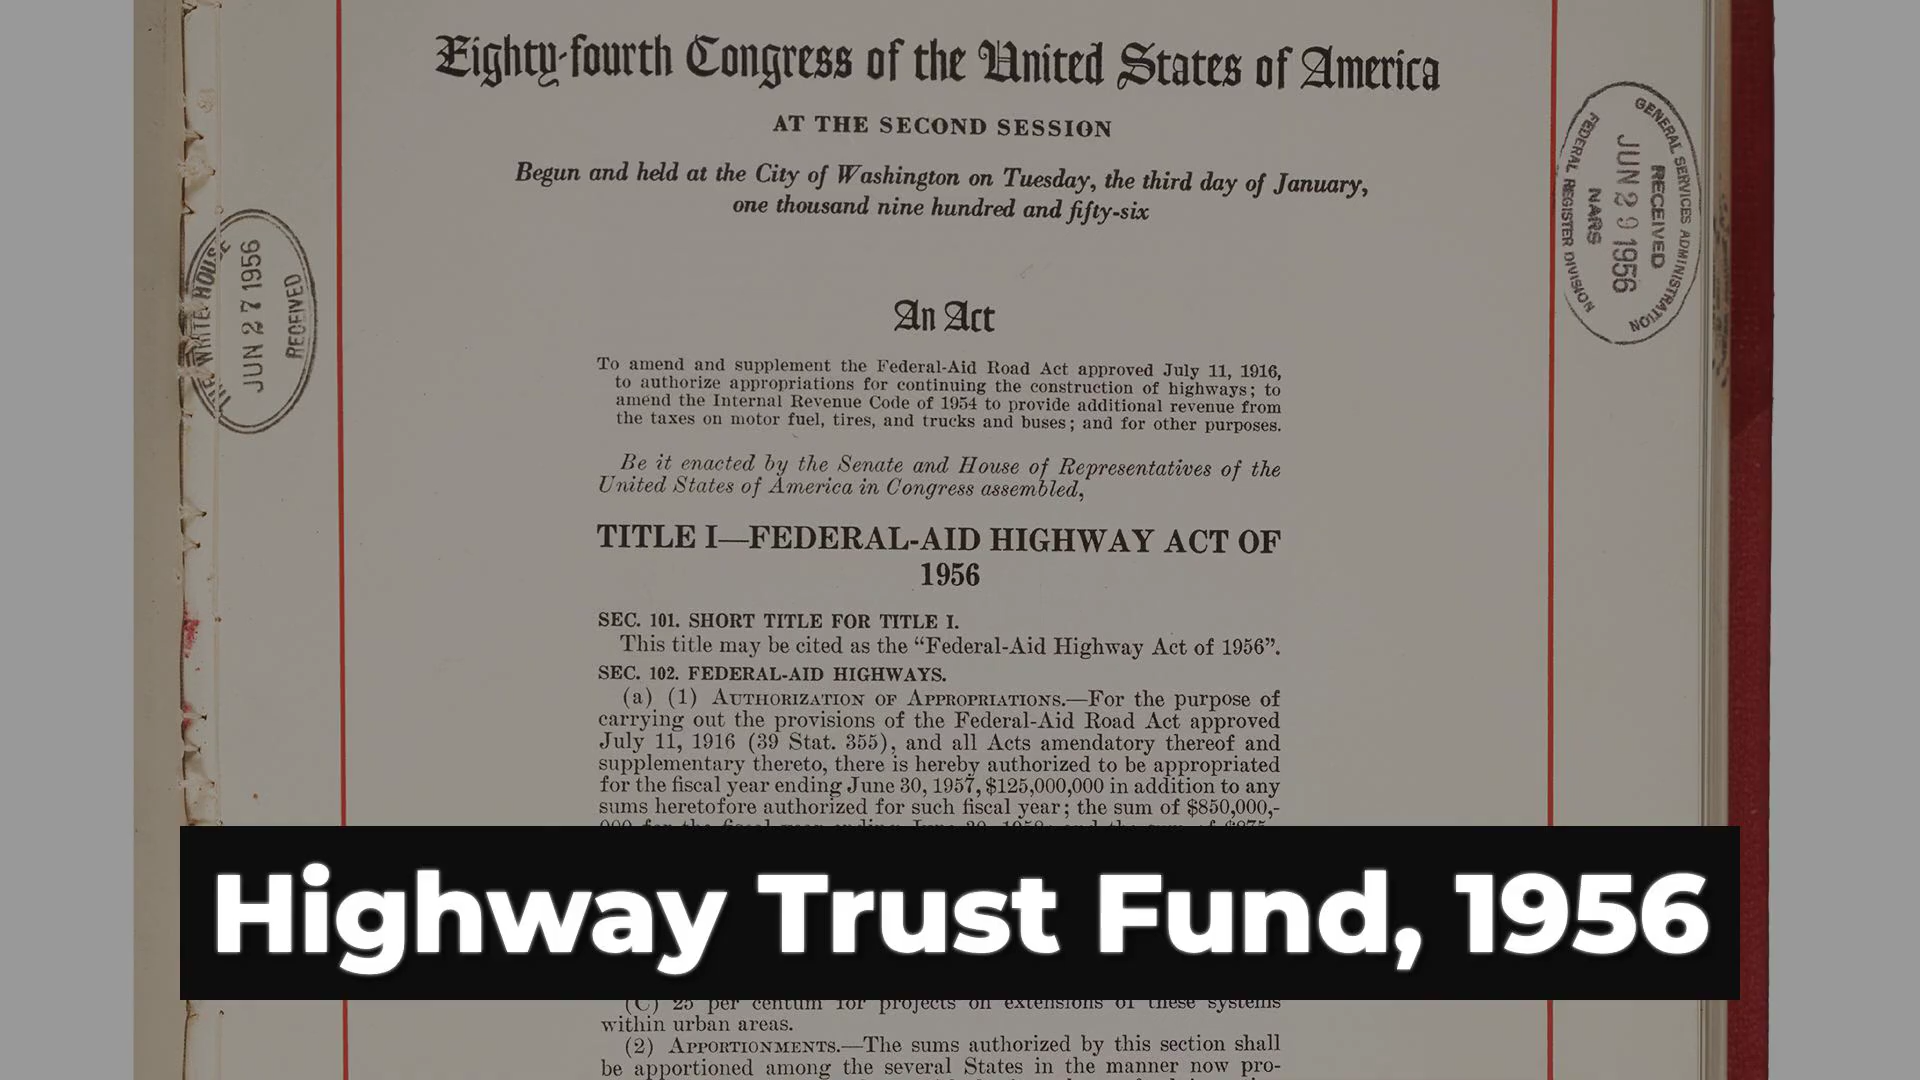 Eighty-fourth Congress of the United States of America
AT THE SECOND SESSION
Begun and held at the City of Washington on Tuesday, the third day of January,
one thousand nine hundred and fifty-six
THE WHITE HOUSE
JUN 27 1956
RECEIVED
GENERAL SERVICES ADMINISTRATION
RECEIVED
JUN 29 1956
NARS
FEDERAL REGISTER DIVISION
An Act
To amend and supplement the Federal-Aid Road Act approved July 11, 1916,
to authorize appropriations for continuing the construction of highways; to
amend the Internal Revenue Code of 1954 to provide additional revenue from
the taxes on motor fuel, tires, and trucks and buses; and for other purposes.
Be it enacted by the Senate and House of Representatives of the
United States of America in Congress assembled,
TITLE I—FEDERAL-AID HIGHWAY ACT OF
1956
SEC. 101. SHORT TITLE FOR TITLE I.
This title may be cited as the “Federal-Aid Highway Act of 1956”.
SEC. 102. FEDERAL-AID HIGHWAYS.
(a) (1) AUTHORIZATION OF APPROPRIATIONS.—For the purpose of
carrying out the provisions of the Federal-Aid Road Act approved
July 11, 1916 (39 Stat. 355), and all Acts amendatory thereof and
supplementary thereto, there is hereby authorized to be appropriated
for the fiscal year ending June 30, 1957, $125,000,000 in addition to any
sums heretofore authorized for such fiscal year; the sum of $850,000,-
Highway Trust Fund, 1956
(C) 25 per centum for projects on extensions of these systems
within urban areas.
(2) APPORTIONMENTS.—The sums authorized by this section shall
be apportioned among the several States in the manner now pro-